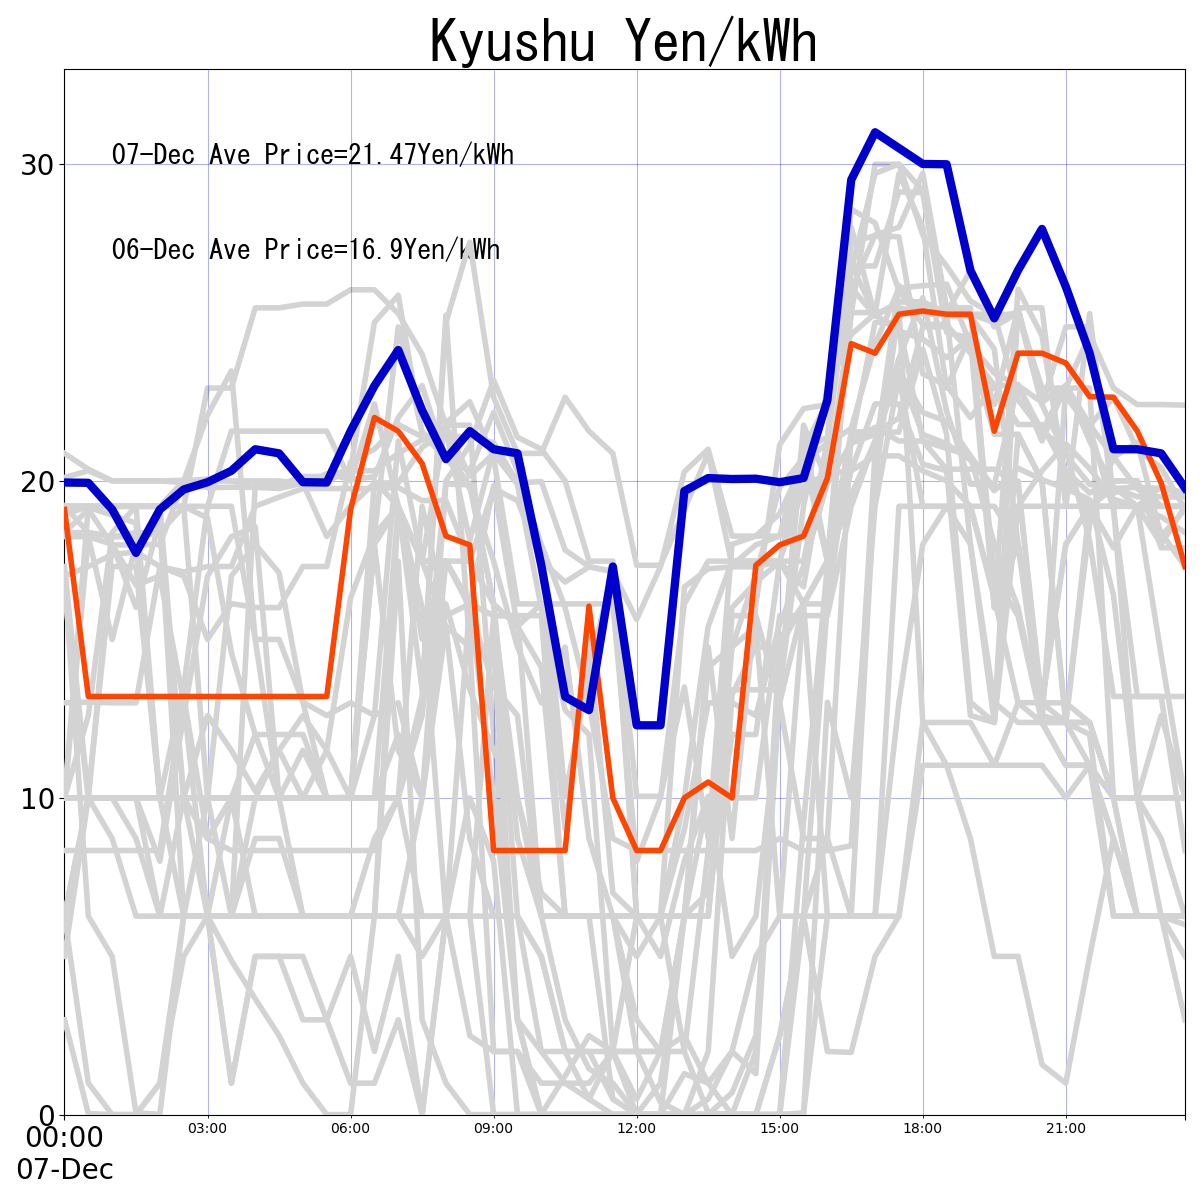 Kyushu Yen/kWh
07-Dec Ave Price=21.47Yen/kWh
06-Dec Ave Price=16.9Yen/kWh
30
20
10
0
00:00 03:00 06:00 09:00 12:00 15:00 18:00 21:00
07-Dec